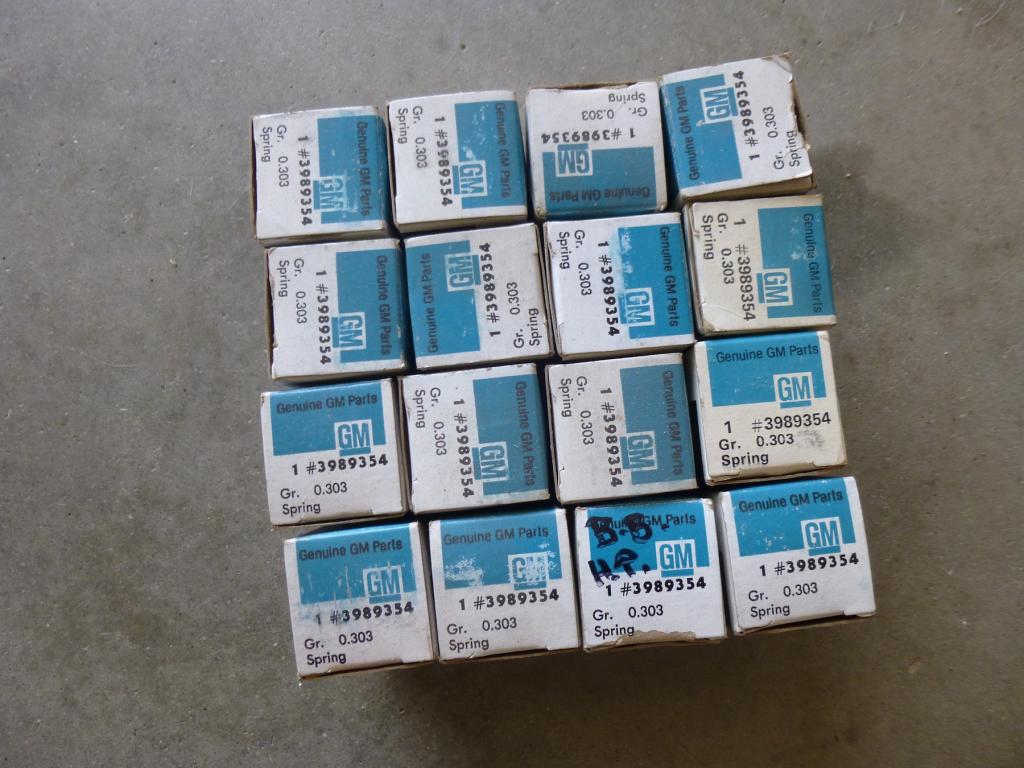 Genuine GM Parts
GM
1 #3989354
Gr. 0.303
Spring
Genuine GM Parts
GM
1 #3989354
Gr. 0.303
Spring
Genuine GM Parts
GM
1 #3989354
Gr. 0.303
Spring
Genuine GM Parts
GM
1 #3989354
Gr. 0.303
Spring
Genuine GM Parts
GM
1 #3989354
Gr. 0.303
Spring
Genuine GM Parts
GM
1 #3989354
Gr. 0.303
Spring
Genuine GM Parts
GM
1 #3989354
Gr. 0.303
Spring
Genuine GM Parts
GM
1 #3989354
Gr. 0.303
Spring
Genuine GM Parts
GM
1 #3989354
Gr. 0.303
Spring
Genuine GM Parts
GM
1 #3989354
Gr. 0.303
Spring
Genuine GM Parts
GM
1 #3989354
Gr. 0.303
Spring
Genuine GM Parts
GM
1 #3989354
Gr. 0.303
Spring
Genuine GM Parts
GM
1 #3989354
Gr. 0.303
Spring
Genuine GM Parts
GM
1 #3989354
Gr. 0.303
Spring
Genuine GM Parts
B.B.
H.P.
GM
1 #3989354
Gr. 0.303
Spring
Genuine GM Parts
GM
1 #3989354
Gr. 0.303
Spring